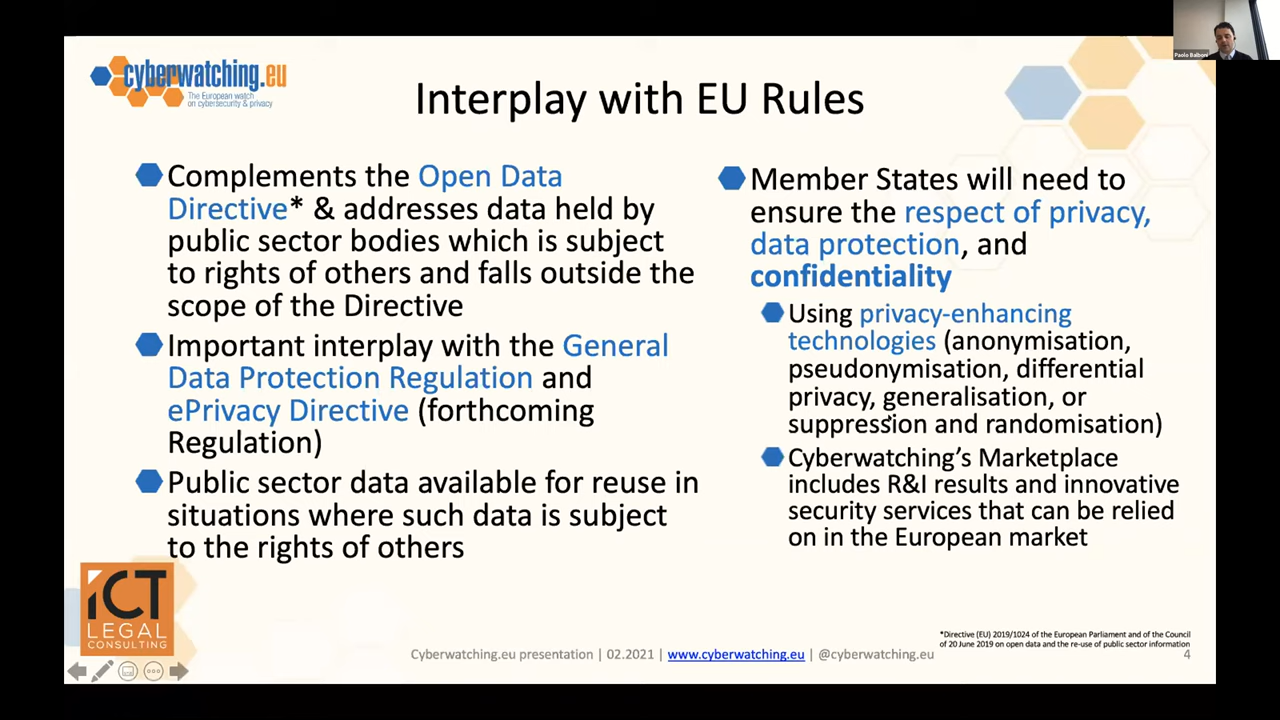 Paolo Balboni
cyberwatching.eu
The European watch
on cybersecurity & privacy
Interplay with EU Rules
Complements the Open Data
Directive* & addresses data held by
public sector bodies which is subject
to rights of others and falls outside the
scope of the Directive
Important interplay with the General
Data Protection Regulation and
ePrivacy Directive (forthcoming
Regulation)
Public sector data available for reuse in
situations where such data is subject
to the rights of others
Member States will need to
ensure the respect of privacy,
data protection, and
confidentiality
Using privacy-enhancing
technologies (anonymisation,
pseudonymisation, differential
privacy, generalisation, or
suppression and randomisation)
Cyberwatching's Marketplace
includes R&I results and innovative
security services that can be relied
on in the European market
iCT
LEGAL
CONSULTING
*Directive (EU) 2019/1024 of the European Parliament and of the Council
of 20 June 2019 on open data and the re-use of public sector information
Cyberwatching.eu presentation | 02.2021 | www.cyberwatching.eu | @cyberwatching.eu
4